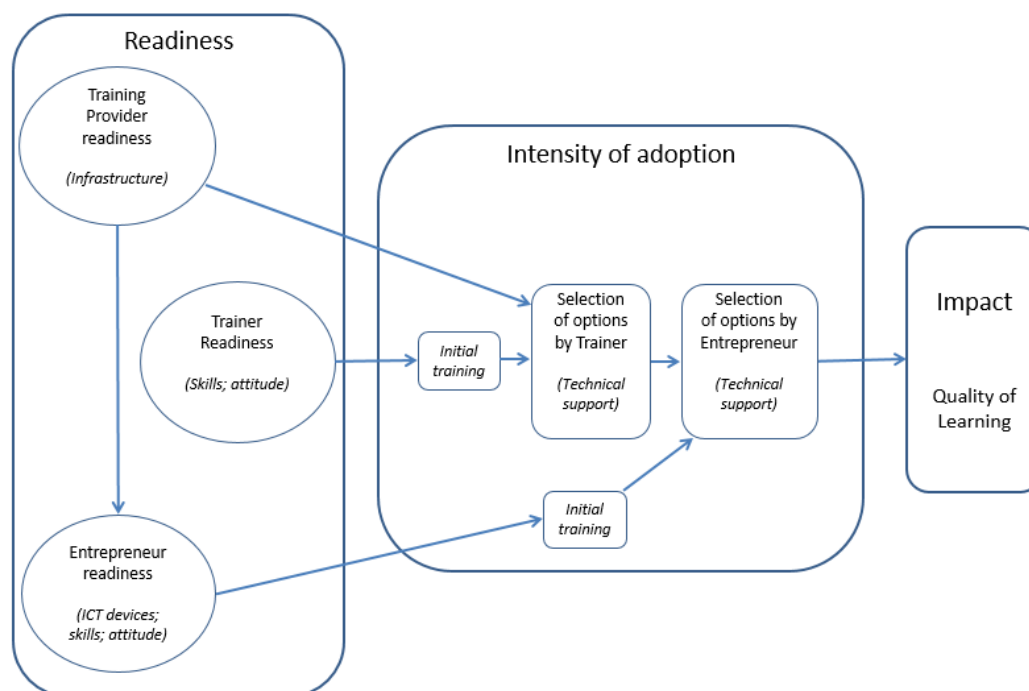 Readiness
Training
Provider
readiness
(Infrastructure)
Trainer
Readiness
(Skills; attitude)
Entrepreneur
readiness
(ICT devices;
skills; attitude)
Intensity of adoption
Initial
training
Selection
of options
by Trainer
(Technical
support)
Selection
of options by
Entrepreneur
(Technical
support)
Initial
training
Impact
Quality of
Learning